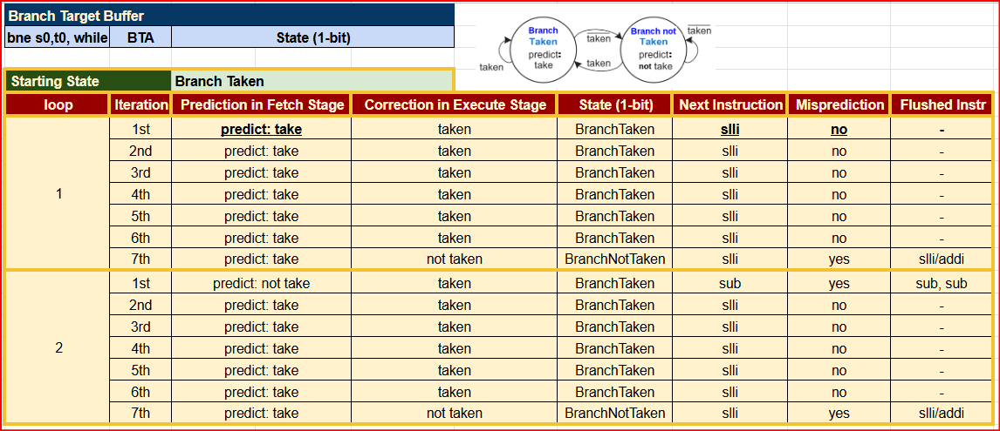 Branch Target Buffer
bne s0,t0, while BTA State (1-bit)
Branch Taken predict: take
Branch not Taken predict: not take
taken
taken
taken
taken
Starting State Branch Taken
loop Iteration Prediction in Fetch Stage Correction in Execute Stage State (1-bit) Next Instruction Misprediction Flushed Instr
1
1st predict: take taken BranchTaken slli no -
2nd predict: take taken BranchTaken slli no -
3rd predict: take taken BranchTaken slli no -
4th predict: take taken BranchTaken slli no -
5th predict: take taken BranchTaken slli no -
6th predict: take taken BranchTaken slli no -
7th predict: take not taken BranchNotTaken slli yes slli/addi
2
1st predict: not take taken BranchTaken sub yes sub, sub
2nd predict: take taken BranchTaken slli no -
3rd predict: take taken BranchTaken slli no -
4th predict: take taken BranchTaken slli no -
5th predict: take taken BranchTaken slli no -
6th predict: take taken BranchTaken slli no -
7th predict: take not taken BranchNotTaken slli yes slli/addi